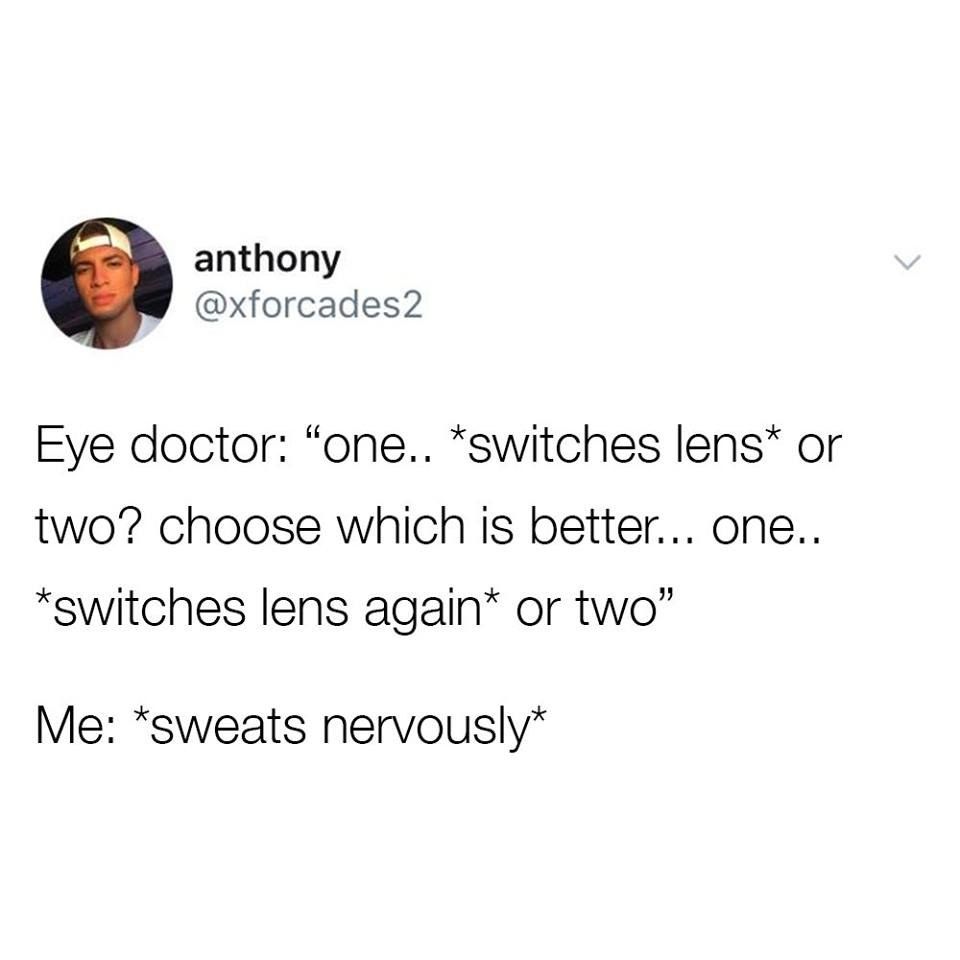 anthony
@xforcades2
Eye doctor: “one.. *switches lens* or
two? choose which is better... one..
*switches lens again* or two”
Me: *sweats nervously*